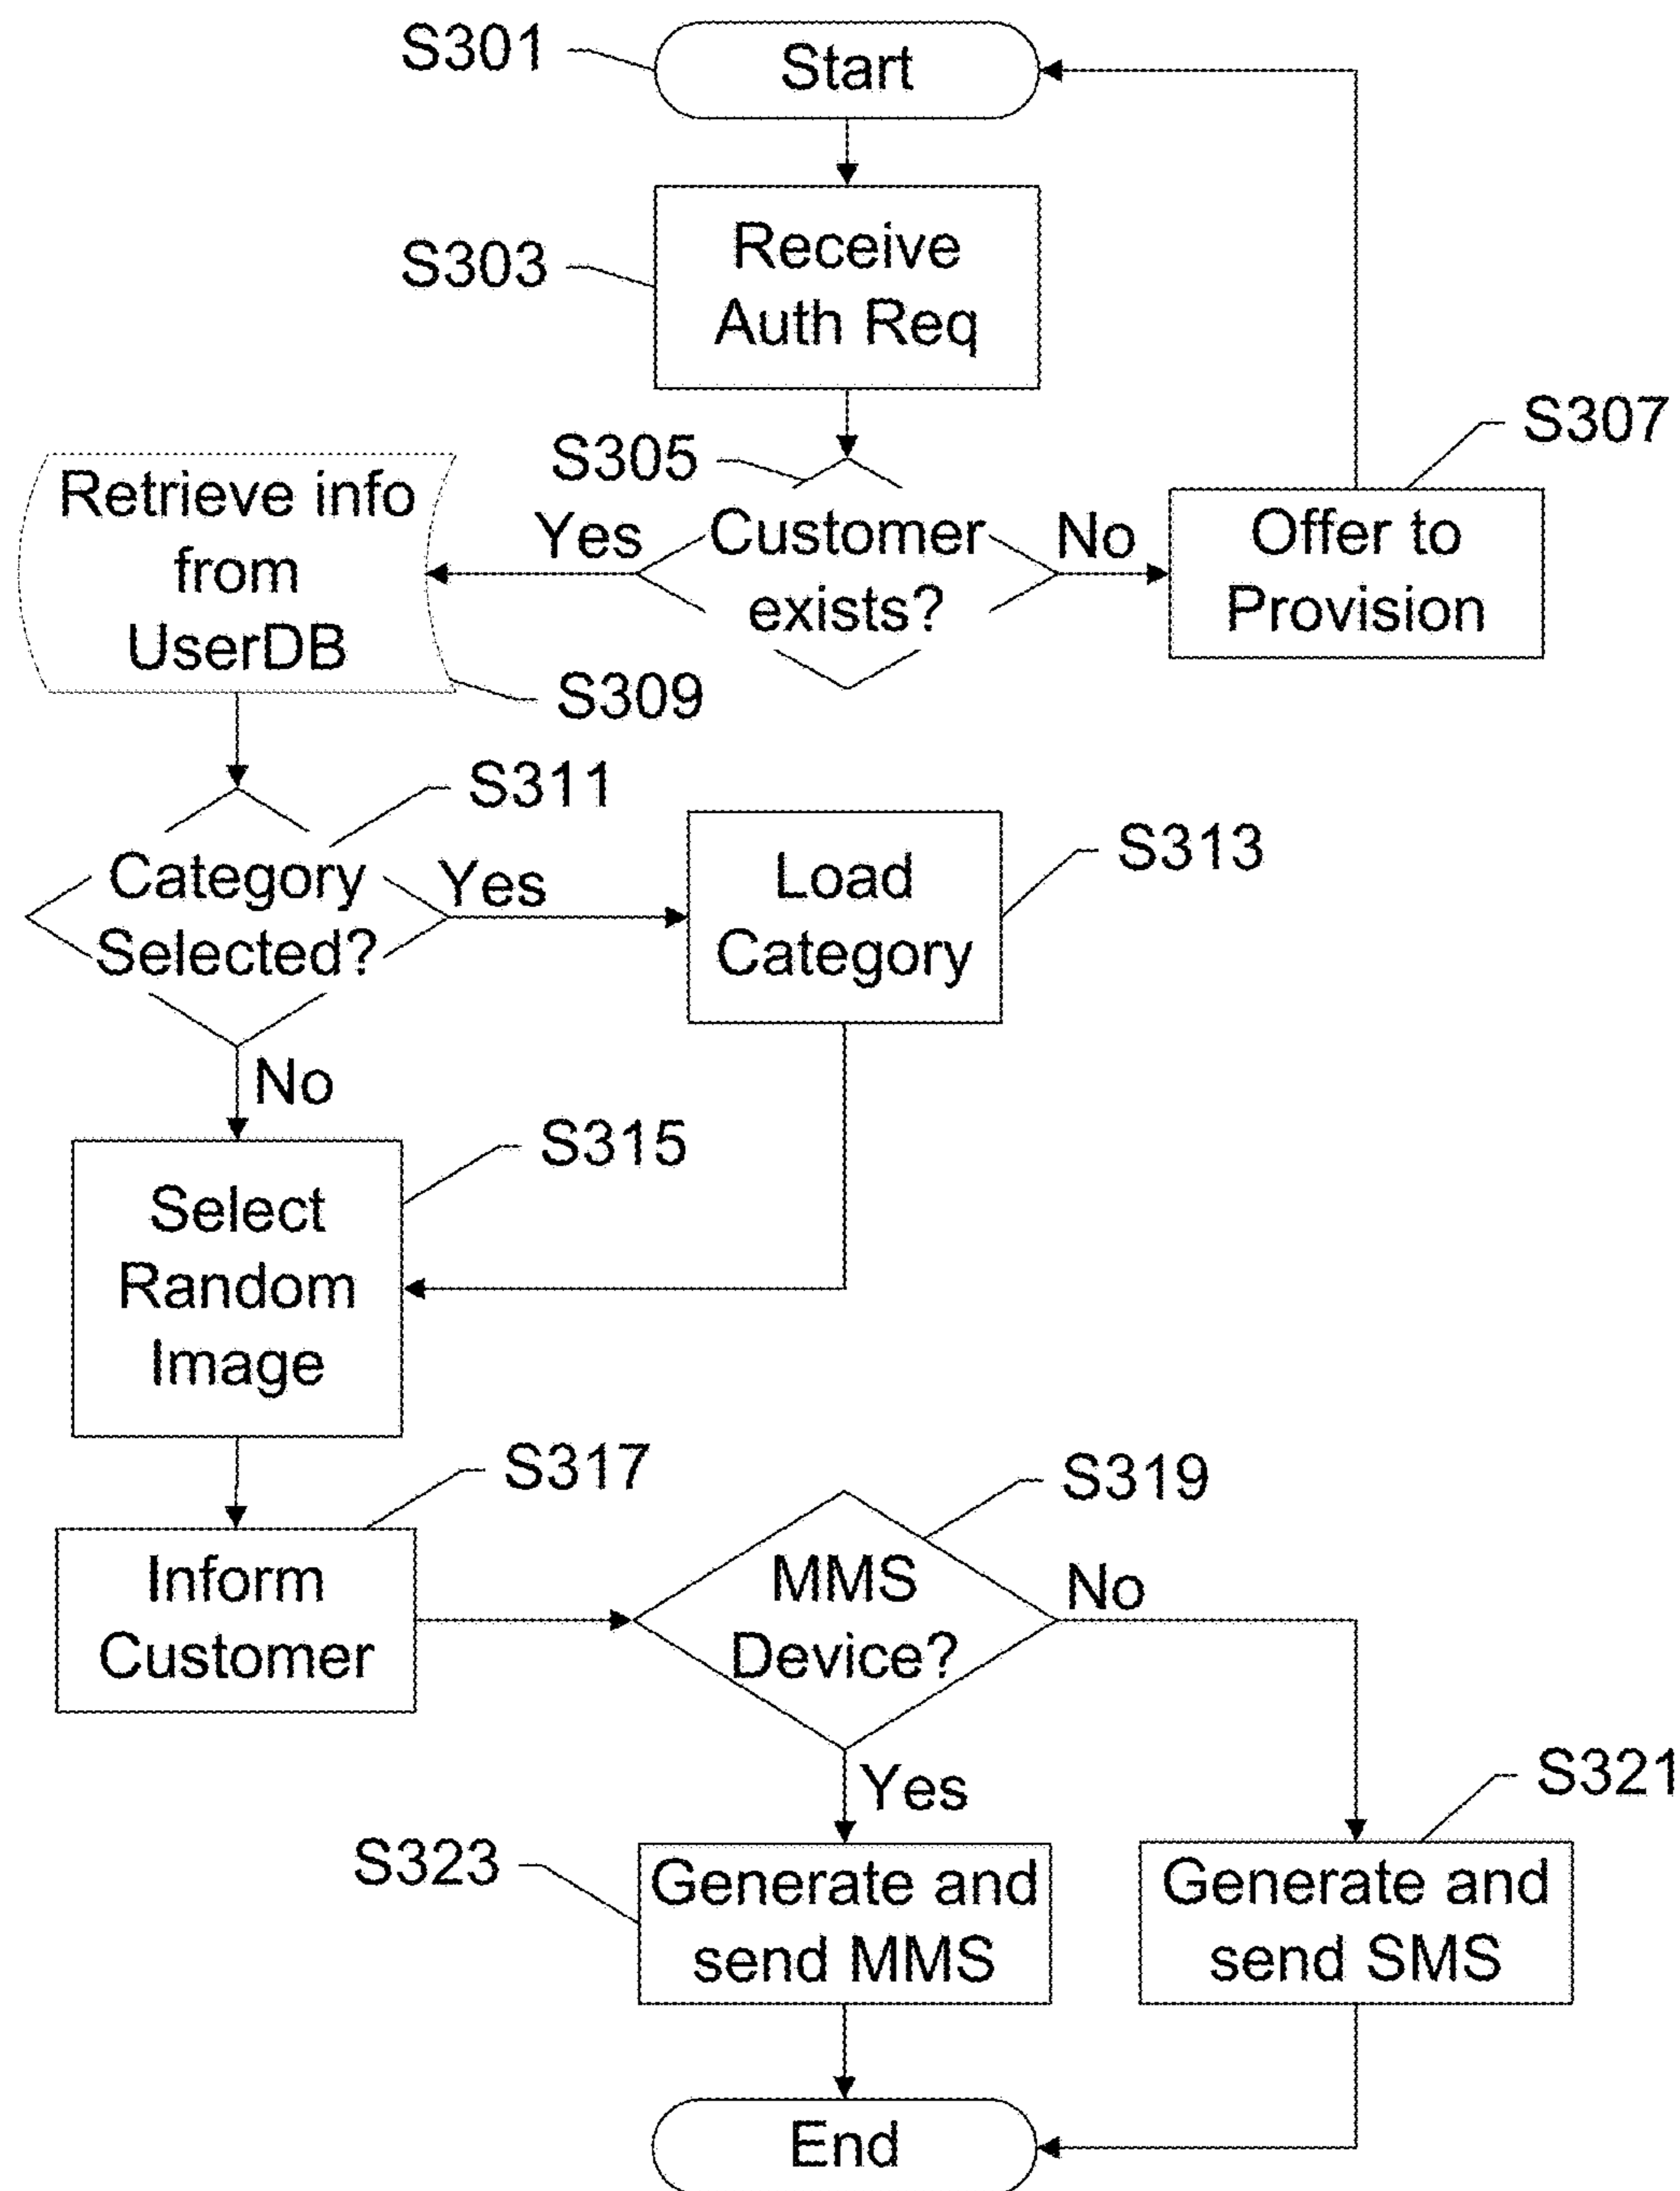 S301
Start
S303
Receive
Auth Req
S305
Customer
exists?
Yes
No
S307
Offer to
Provision
Retrieve info
from
UserDB
S309
S311
Category
Selected?
Yes
No
Load
Category
S313
Select
Random
Image
S315
Inform
Customer
S317
MMS
Device?
S319
No
Yes
S321
Generate and
send SMS
S323
Generate and
send MMS
End